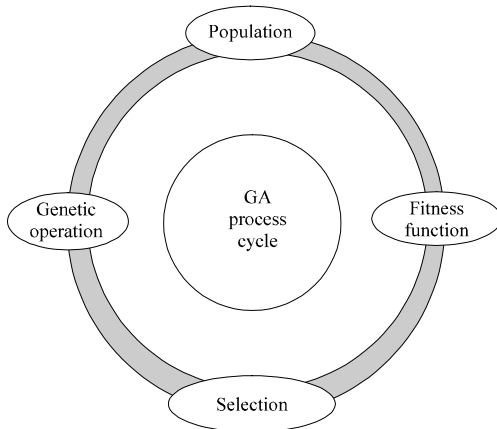 Population
Genetic
operation
GA
process
cycle
Fitness
function
Selection